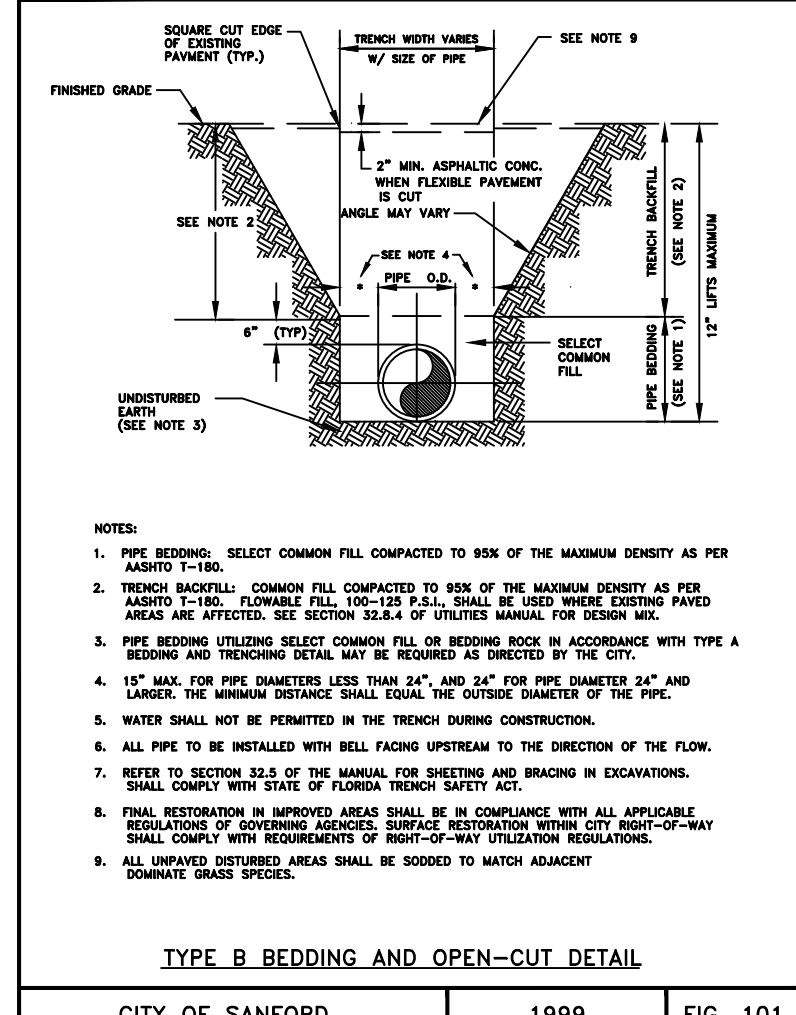 SQUARE CUT EDGE
OF EXISTING
PAVMENT (TYP.)
TRENCH WIDTH VARIES
W/ SIZE OF PIPE
SEE NOTE 9
FINISHED GRADE
2" MIN. ASPHALTIC CONC.
WHEN FLEXIBLE PAVEMENT
IS CUT
ANGLE MAY VARY
SEE NOTE 2
SEE NOTE 4
* PIPE O.D. *
6" (TYP)
SELECT
COMMON
FILL
UNDISTURBED
EARTH
(SEE NOTE 3)
TRENCH BACKFILL
(SEE NOTE 2)
PIPE BEDDING
(SEE NOTE 1)
12" LIFTS MAXIMUM
NOTES:
1. PIPE BEDDING: SELECT COMMON FILL COMPACTED TO 95% OF THE MAXIMUM DENSITY AS PER
AASHTO T-180.
2. TRENCH BACKFILL: COMMON FILL COMPACTED TO 95% OF THE MAXIMUM DENSITY AS PER
AASHTO T-180. FLOWABLE FILL, 100-125 P.S.I., SHALL BE USED WHERE EXISTING PAVED
AREAS ARE AFFECTED. SEE SECTION 32.8.4 OF UTILITIES MANUAL FOR DESIGN MIX.
3. PIPE BEDDING UTILIZING SELECT COMMON FILL OR BEDDING ROCK IN ACCORDANCE WITH TYPE A
BEDDING AND TRENCHING DETAIL MAY BE REQUIRED AS DIRECTED BY THE CITY.
4. 15" MAX. FOR PIPE DIAMETERS LESS THAN 24", AND 24" FOR PIPE DIAMETER 24" AND
LARGER. THE MINIMUM DISTANCE SHALL EQUAL THE OUTSIDE DIAMETER OF THE PIPE.
5. WATER SHALL NOT BE PERMITTED IN THE TRENCH DURING CONSTRUCTION.
6. ALL PIPE TO BE INSTALLED WITH BELL FACING UPSTREAM TO THE DIRECTION OF THE FLOW.
7. REFER TO SECTION 32.5 OF THE MANUAL FOR SHEETING AND BRACING IN EXCAVATIONS.
SHALL COMPLY WITH STATE OF FLORIDA TRENCH SAFETY ACT.
8. FINAL RESTORATION IN IMPROVED AREAS SHALL BE IN COMPLIANCE WITH ALL APPLICABLE
REGULATIONS OF GOVERNING AGENCIES. SURFACE RESTORATION WITHIN CITY RIGHT-OF-WAY
SHALL COMPLY WITH REQUIREMENTS OF RIGHT-OF-WAY UTILIZATION REGULATIONS.
9. ALL UNPAVED DISTURBED AREAS SHALL BE SODDED TO MATCH ADJACENT
DOMINATE GRASS SPECIES.
TYPE B BEDDING AND OPEN-CUT DETAIL
CITY OF SANFORD
1999
FIG. 101